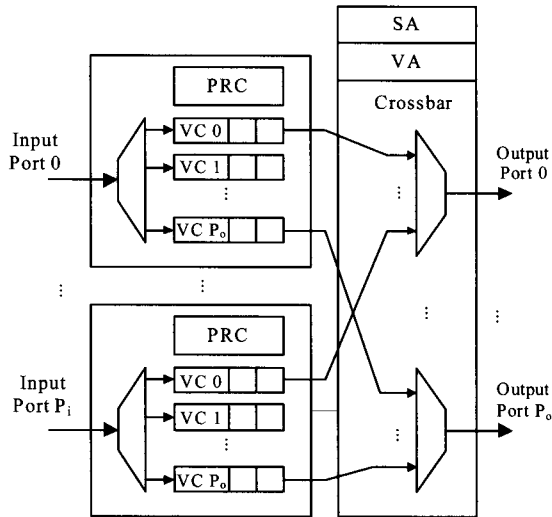 SA
VA
Crossbar
PRC
VC 0
VC 1
⋮
VC Pₒ
Input
Port 0
Output
Port 0
PRC
VC 0
VC 1
VC Pₒ
Input
Port Pᵢ
Output
Port Pₒ